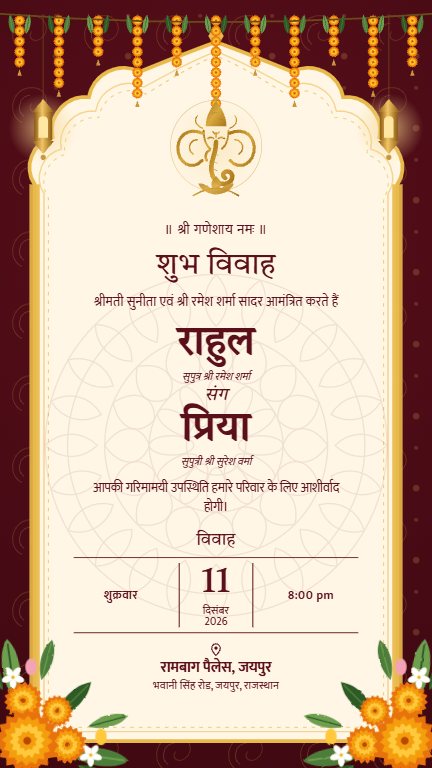 ॥ श्री गणेशाय नमः ॥
शुभ विवाह
श्रीमती सुनीता एवं श्री रमेश शर्मा सादर आमंत्रित करते हैं
राहुल
सुपुत्र श्री रमेश शर्मा
संग
प्रिया
सुपुत्री श्री सुरेश वर्मा
आपकी गरिमामयी उपस्थिति हमारे परिवार के लिए आशीर्वाद
होगी।
विवाह
शुक्रवार
11
दिसंबर
2026
8:00 pm
रामबाग पैलेस, जयपुर
भवानी सिंह रोड, जयपुर, राजस्थान